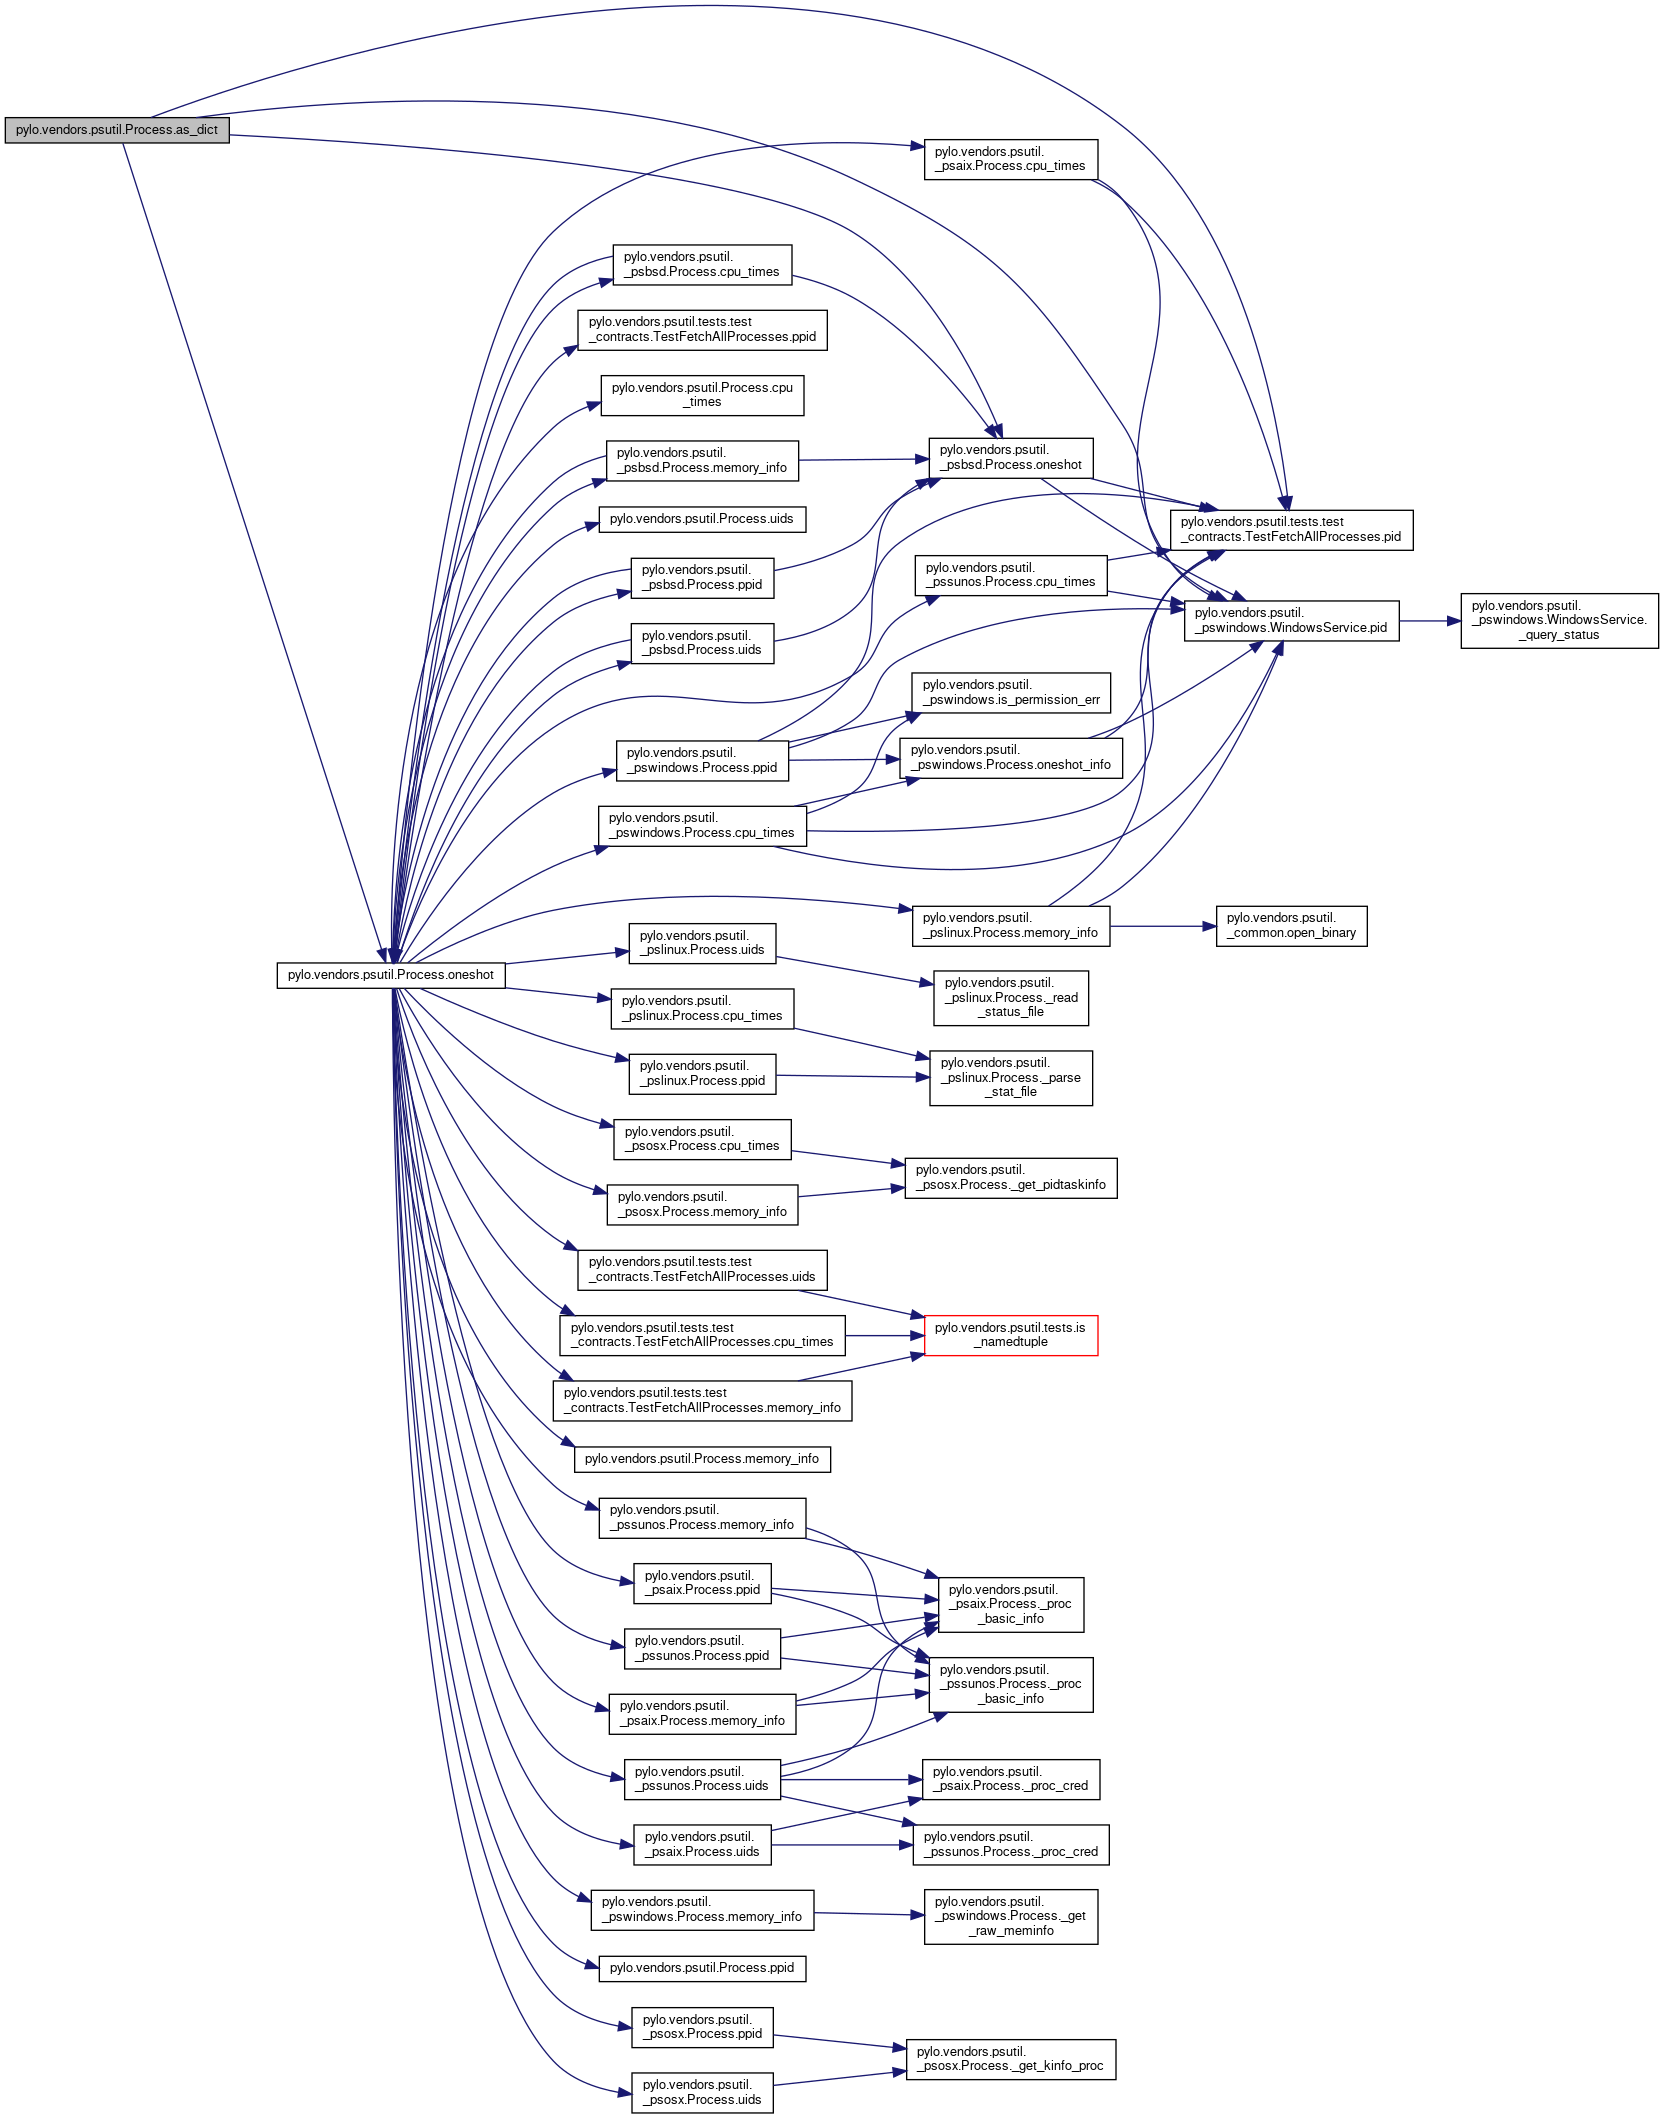 pylo.vendors.psutil.Process.as_dict
pylo.vendors.psutil.
_psaix.Process.cpu_times
pylo.vendors.psutil.
_psbsd.Process.cpu_times
pylo.vendors.psutil.tests.test
_contracts.TestFetchAllProcesses.ppid
pylo.vendors.psutil.Process.cpu
_times
pylo.vendors.psutil.
_psbsd.Process.memory_info
pylo.vendors.psutil.
_psbsd.Process.oneshot
pylo.vendors.psutil.Process.uids
pylo.vendors.psutil.tests.test
_contracts.TestFetchAllProcesses.pid
pylo.vendors.psutil.
_psbsd.Process.ppid
pylo.vendors.psutil.
_pssunos.Process.cpu_times
pylo.vendors.psutil.
_pswindows.WindowsService.pid
pylo.vendors.psutil.
_pswindows.WindowsService.
_query_status
pylo.vendors.psutil.
_psbsd.Process.uids
pylo.vendors.psutil.
_pswindows.is_permission_err
pylo.vendors.psutil.
_pswindows.Process.ppid
pylo.vendors.psutil.
_pswindows.Process.oneshot_info
pylo.vendors.psutil.
_pswindows.Process.cpu_times
pylo.vendors.psutil.
_pslinux.Process.memory_info
pylo.vendors.psutil.
_common.open_binary
pylo.vendors.psutil.Process.oneshot
pylo.vendors.psutil.
_pslinux.Process.uids
pylo.vendors.psutil.
_pslinux.Process._read
_status_file
pylo.vendors.psutil.
_pslinux.Process.cpu_times
pylo.vendors.psutil.
_pslinux.Process.ppid
pylo.vendors.psutil.
_pslinux.Process._parse
_stat_file
pylo.vendors.psutil.
_psosx.Process.cpu_times
pylo.vendors.psutil.
_psosx.Process._get_pidtaskinfo
pylo.vendors.psutil.
_psosx.Process.memory_info
pylo.vendors.psutil.tests.test
_contracts.TestFetchAllProcesses.uids
pylo.vendors.psutil.tests.test
_contracts.TestFetchAllProcesses.cpu_times
pylo.vendors.psutil.tests.is
_namedtuple
pylo.vendors.psutil.tests.test
_contracts.TestFetchAllProcesses.memory_info
pylo.vendors.psutil.Process.memory_info
pylo.vendors.psutil.
_pssunos.Process.memory_info
pylo.vendors.psutil.
_psaix.Process.ppid
pylo.vendors.psutil.
_psaix.Process._proc
_basic_info
pylo.vendors.psutil.
_pssunos.Process.ppid
pylo.vendors.psutil.
_pssunos.Process._proc
_basic_info
pylo.vendors.psutil.
_psaix.Process.memory_info
pylo.vendors.psutil.
_pssunos.Process.uids
pylo.vendors.psutil.
_psaix.Process._proc_cred
pylo.vendors.psutil.
_psaix.Process.uids
pylo.vendors.psutil.
_pssunos.Process._proc_cred
pylo.vendors.psutil.
_pswindows.Process.memory_info
pylo.vendors.psutil.
_pswindows.Process._get
_raw_meminfo
pylo.vendors.psutil.Process.ppid
pylo.vendors.psutil.
_psosx.Process.ppid
pylo.vendors.psutil.
_psosx.Process._get_kinfo_proc
pylo.vendors.psutil.
_psosx.Process.uids